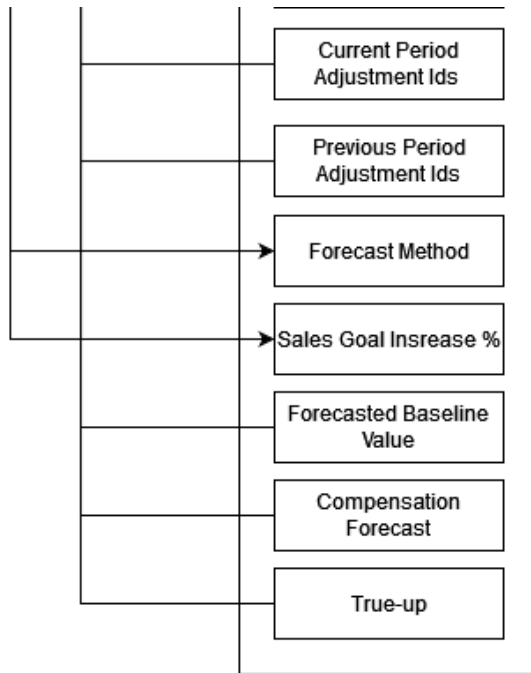 Current Period
Adjustment Ids
Previous Period
Adjustment Ids
Forecast Method
Sales Goal Insrease %
Forecasted Baseline
Value
Compensation
Forecast
True-up